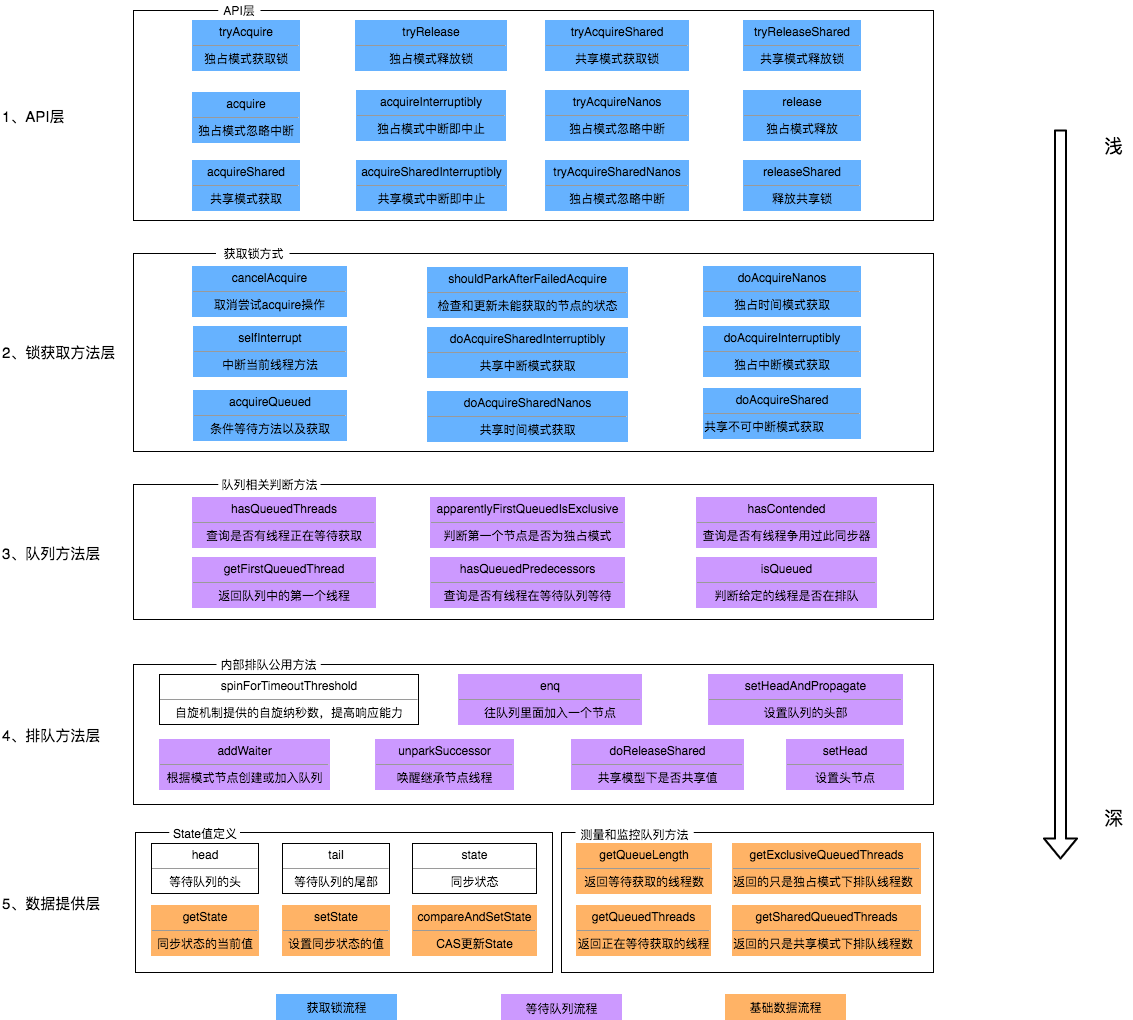 API层
1、API层
tryAcquire
独占模式获取锁
tryRelease
独占模式释放锁
tryAcquireShared
共享模式获取锁
tryReleaseShared
共享模式释放锁
acquire
独占模式忽略中断
acquireInterruptibly
独占模式中断即中止
tryAcquireNanos
独占模式忽略中断
release
独占模式释放
acquireShared
共享模式获取
acquireSharedInterruptibly
共享模式中断即中止
tryAcquireSharedNanos
独占模式忽略中断
releaseShared
释放共享锁
浅
获取锁方式
2、锁获取方法层
cancelAcquire
取消尝试acquire操作
shouldParkAfterFailedAcquire
检查和更新未能获取的节点的状态
doAcquireNanos
独占时间模式获取
selfInterrupt
中断当前线程方法
doAcquireSharedInterruptibly
共享中断模式获取
doAcquireInterruptibly
独占中断模式获取
acquireQueued
条件等待方法以及获取
doAcquireSharedNanos
共享时间模式获取
doAcquireShared
共享不可中断模式获取
队列相关判断方法
3、队列方法层
hasQueuedThreads
查询是否有线程正在等待获取
apparentlyFirstQueuedIsExclusive
判断第一个节点是否为独占模式
hasContended
查询是否有线程争用过此同步器
getFirstQueuedThread
返回队列中的第一个线程
hasQueuedPredecessors
查询是否有线程在等待队列等待
isQueued
判断给定的线程是否在排队
内部排队公用方法
4、排队方法层
spinForTimeoutThreshold
自旋机制提供的自旋纳秒数，提高响应能力
enq
往队列里面加入一个节点
setHeadAndPropagate
设置队列的头部
addWaiter
根据模式节点创建或加入队列
unparkSuccessor
唤醒继承节点线程
doReleaseShared
共享模型下是否共享值
setHead
设置头节点
深
State值定义
5、数据提供层
head
等待队列的头
tail
等待队列的尾部
state
同步状态
getState
同步状态的当前值
setState
设置同步状态的值
compareAndSetState
CAS更新State
测量和监控队列方法
getQueueLength
返回等待获取的线程数
getExclusiveQueuedThreads
返回的只是独占模式下排队线程数
getQueuedThreads
返回正在等待获取的线程
getSharedQueuedThreads
返回的只是共享模式下排队线程数
获取锁流程
等待队列流程
基础数据流程